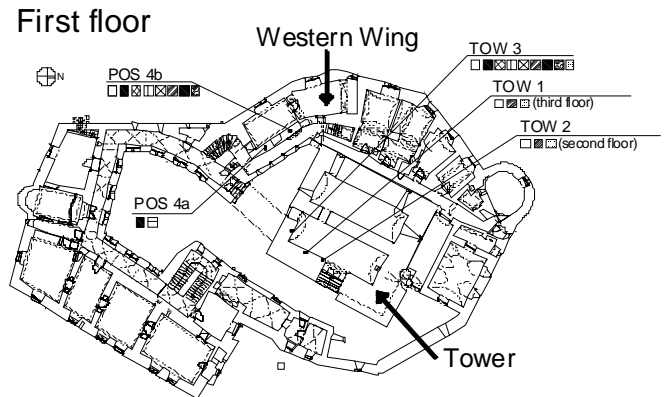 First floor
Western Wing
TOW 3
POS 4b
N
TOW 1
(third floor)
TOW 2
(second floor)
POS 4a
Tower